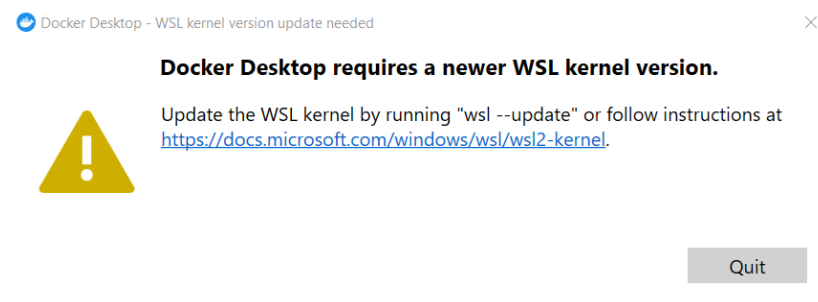 Docker Desktop - WSL kernel version update needed
Docker Desktop requires a newer WSL kernel version.
Update the WSL kernel by running "wsl --update" or follow instructions at
https://docs.microsoft.com/windows/wsl/wsl2-kernel.
Quit